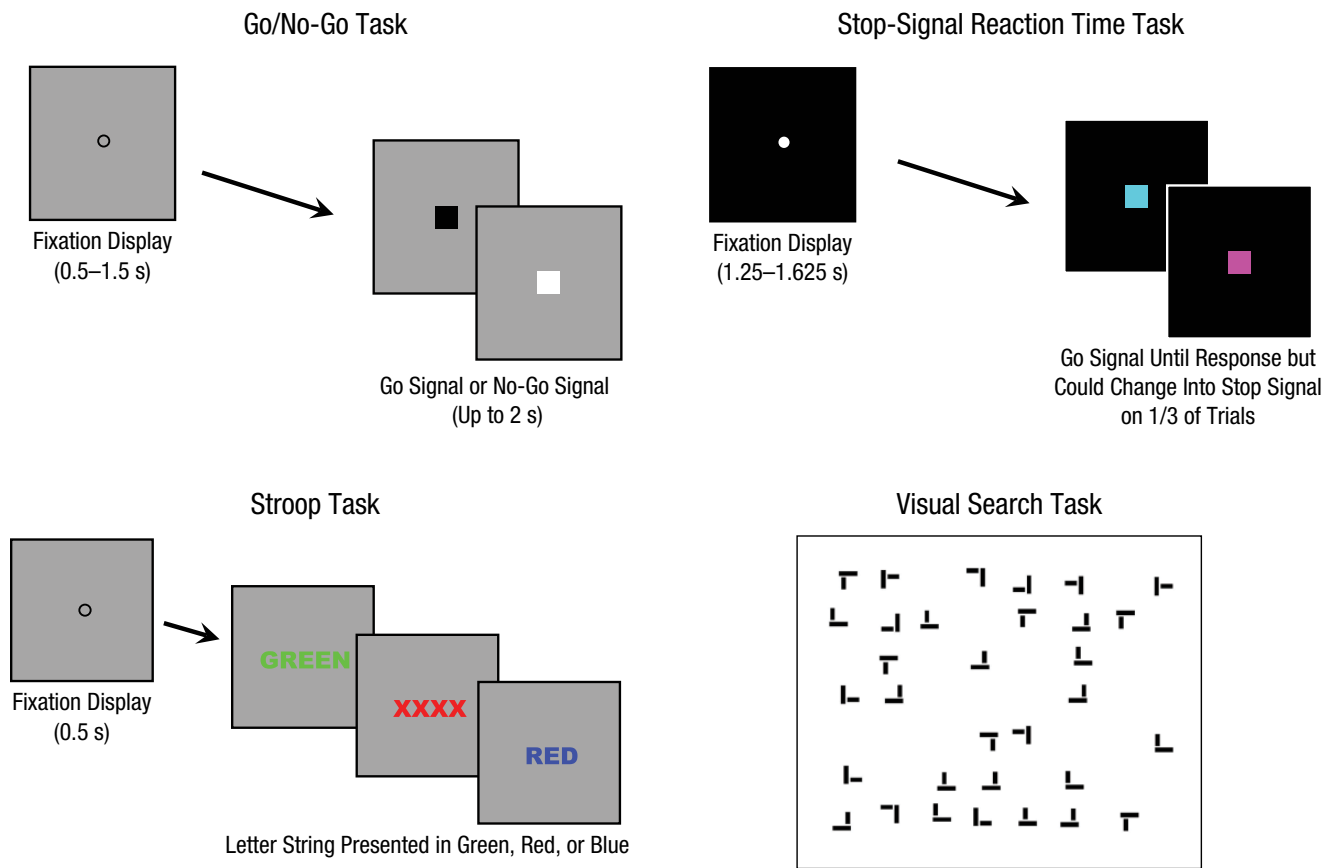 Go/No-Go Task
Fixation Display
(0.5–1.5 s)
Go Signal or No-Go Signal
(Up to 2 s)
Stop-Signal Reaction Time Task
Fixation Display
(1.25–1.625 s)
Go Signal Until Response but
Could Change Into Stop Signal
on 1/3 of Trials
Stroop Task
Fixation Display
(0.5 s)
GREEN
XXXX
RED
Letter String Presented in Green, Red, or Blue
Visual Search Task